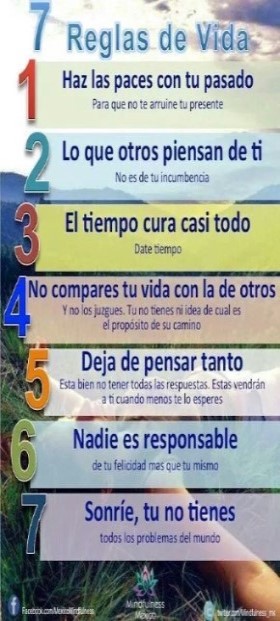 7 Reglas de Vida
1 Haz las paces con tu pasado
Para que no te arruine tu presente
2 Lo que otros piensan de ti
No es de tu incumbencia
3 El tiempo cura casi todo
Date tiempo
4 No compares tu vida con la de otros
Y no los juzgues. Tu no tienes ni idea de cual es
el propósito de su camino
5 Deja de pensar tanto
Esta bien no tener todas las respuestas. Estas vendrán
a ti cuando menos te lo esperes
6 Nadie es responsable
de tu felicidad mas que tu mismo
7 Sonríe, tu no tienes
todos los problemas del mundo
Facebook.com/MexicoMindfulness
Mindfulness
México
twitter.com/Mindfulness_mx